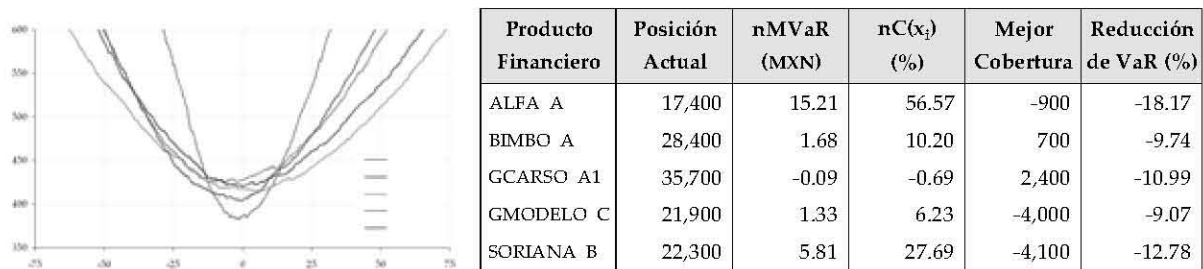 600
500
450
400
350
-75
-50
-25
0
25
50
75
Producto Financiero Posición Actual nMVaR (MXN) nC(xi) (%) Mejor Cobertura Reducción de VaR (%)
ALFA A 17,400 15.21 56.57 -900 -18.17
BIMBO A 28,400 1.68 10.20 700 -9.74
GCARSO A1 35,700 -0.09 -0.69 2,400 -10.99
GMODELO C 21,900 1.33 6.23 -4,000 -9.07
SORIANA B 22,300 5.81 27.69 -4,100 -12.78